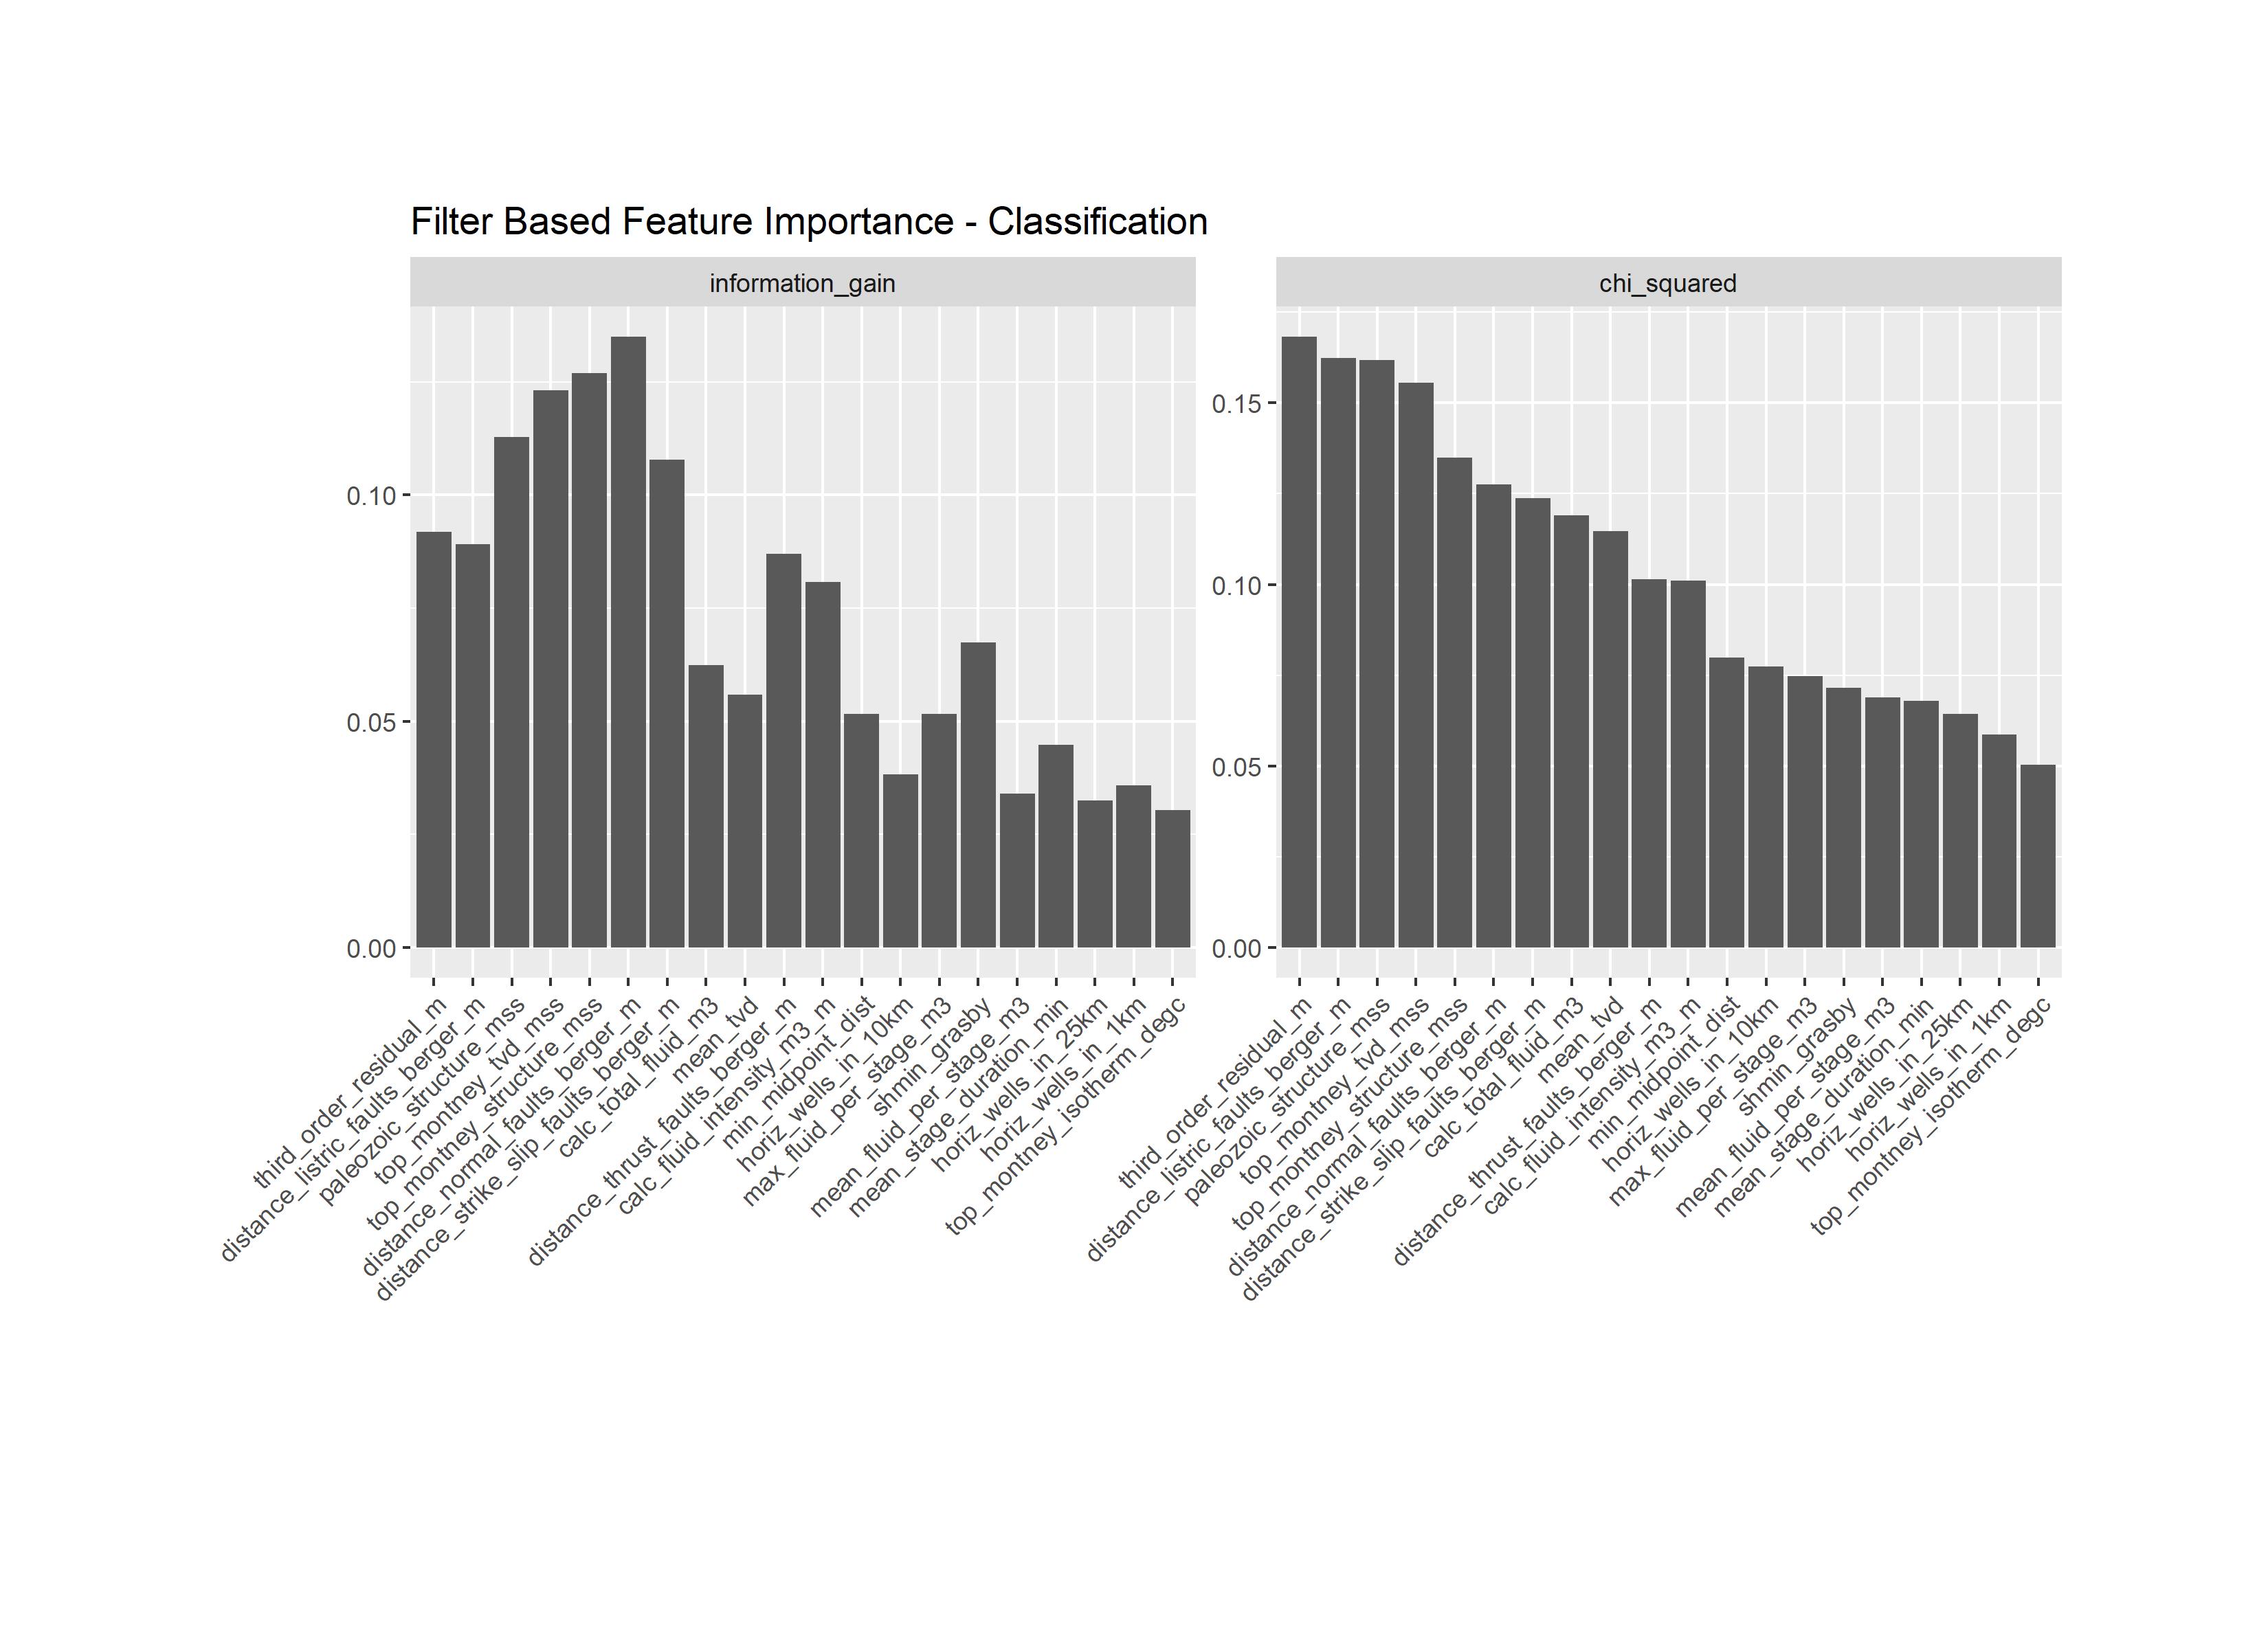 Filter Based Feature Importance - Classification
information_gain
chi_squared
0.10
0.05
0.00
0.15
0.10
0.05
0.00
third_order_residual_m
distance_listric_faults_berger_m
paleozoic_structure_mss
top_montney_tvd_mss
top_montney_structure_mss
distance_normal_faults_berger_m
distance_strike_slip_faults_berger_m
calc_total_fluid_m3
mean_tvd
distance_thrust_faults_berger_m
calc_fluid_intensity_m3_m
min_midpoint_dist
horiz_wells_in_10km
max_fluid_per_stage_m3
shmin_grasby
mean_fluid_per_stage_m3
mean_stage_duration_min
horiz_wells_in_25km
horiz_wells_in_1km
top_montney_isotherm_degc
third_order_residual_m
distance_listric_faults_berger_m
paleozoic_structure_mss
top_montney_tvd_mss
top_montney_structure_mss
distance_normal_faults_berger_m
distance_strike_slip_faults_berger_m
calc_total_fluid_m3
mean_tvd
distance_thrust_faults_berger_m
calc_fluid_intensity_m3_m
min_midpoint_dist
horiz_wells_in_10km
max_fluid_per_stage_m3
shmin_grasby
mean_fluid_per_stage_m3
mean_stage_duration_min
horiz_wells_in_25km
horiz_wells_in_1km
top_montney_isotherm_degc